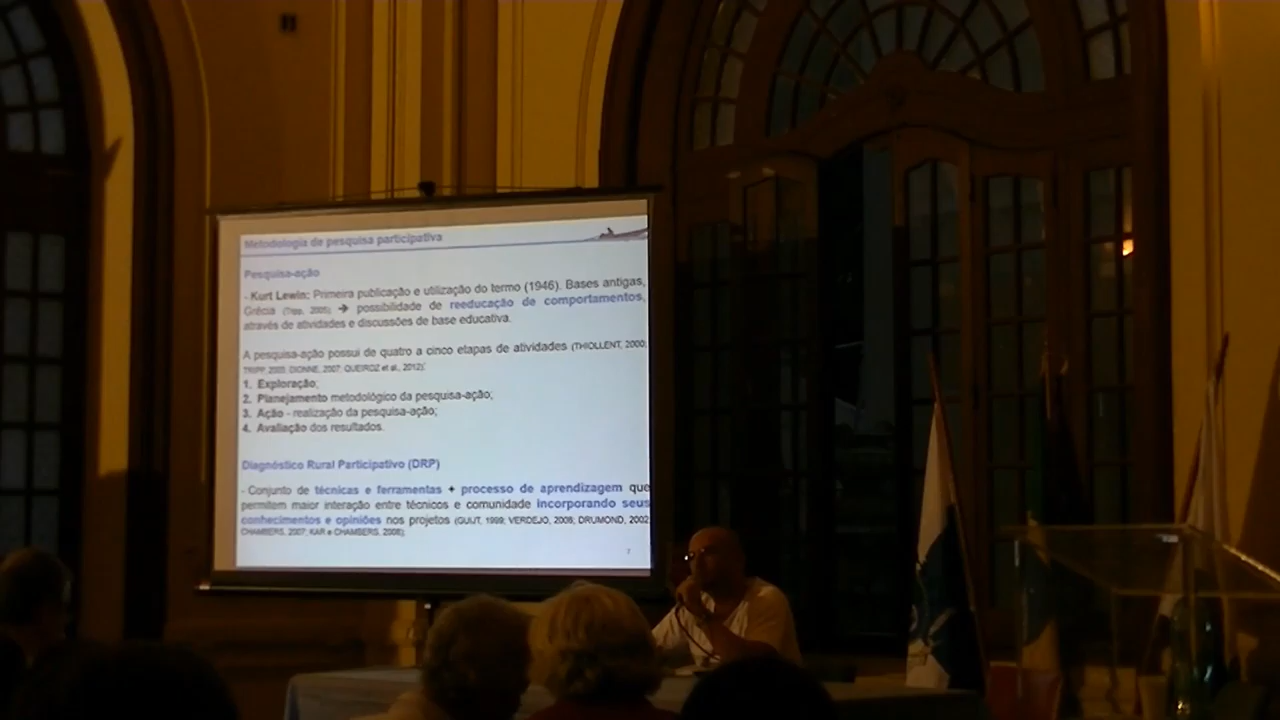 Metodologia de pesquisa participativa
Pesquisa-ação
- Kurt Lewin: Primeira publicação e utilização do termo (1946). Bases antigas,
Grécia (Tripp, 2005) ➔ possibilidade de reeducação de comportamentos,
através de atividades e discussões de base educativa.
A pesquisa-ação possui de quatro a cinco etapas de atividades (THIOLLENT, 2000;
TRIPP, 2005; DIONNE, 2007; QUEIROZ et al., 2012):
1. Exploração;
2. Planejamento metodológico da pesquisa-ação;
3. Ação - realização da pesquisa-ação;
4. Avaliação dos resultados.
Diagnóstico Rural Participativo (DRP)
- Conjunto de técnicas e ferramentas + processo de aprendizagem que
permitem maior interação entre técnicos e comunidade incorporando seus
conhecimentos e opiniões nos projetos (GUIJT, 1999; VERDEJO, 2006; DRUMOND, 2002;
CHAMBERS, 2007; KAR e CHAMBERS, 2008).
7